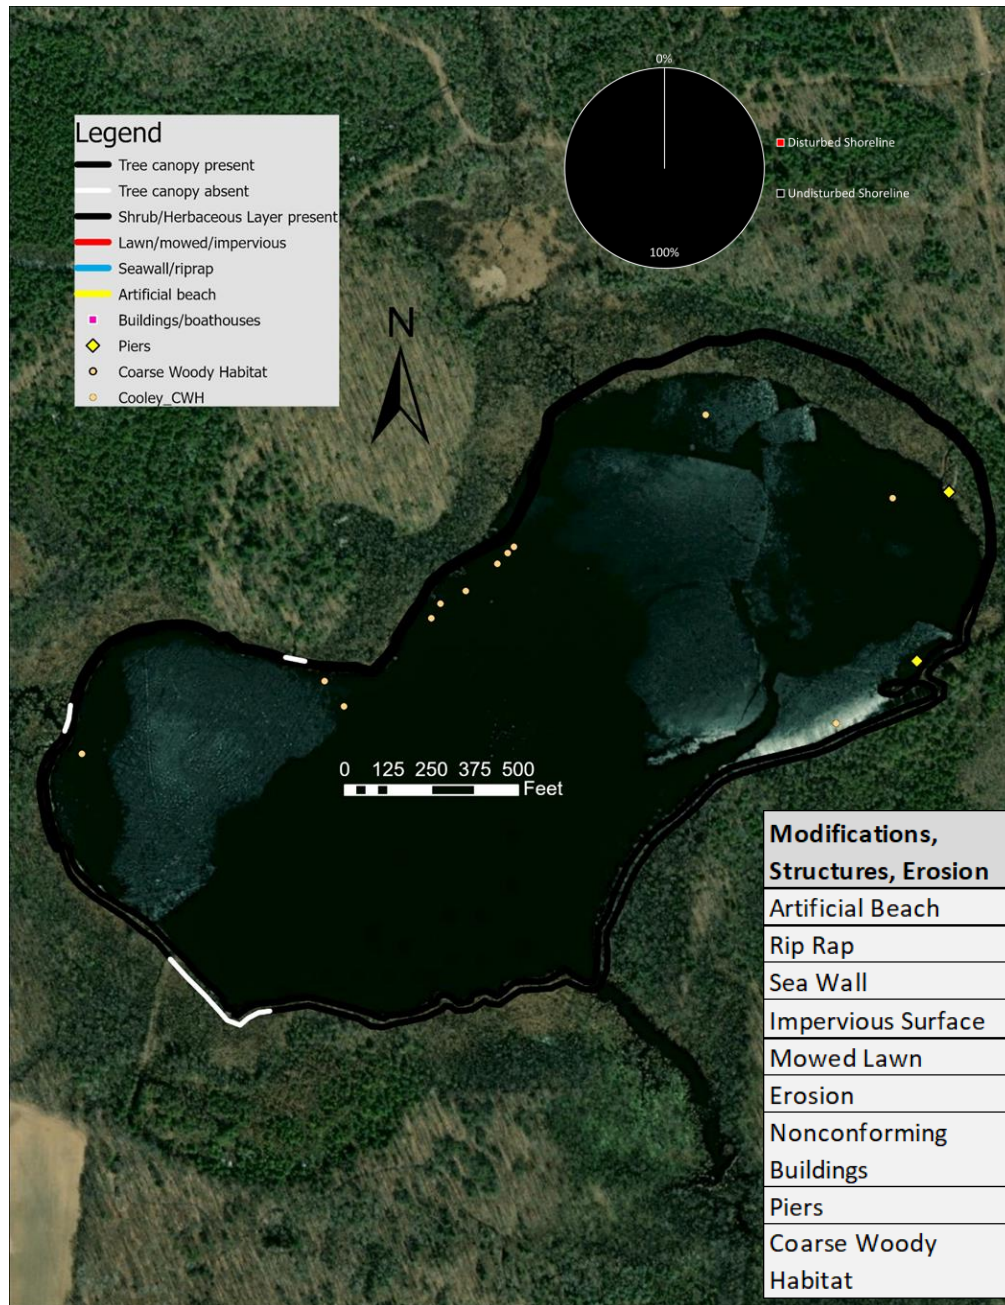 Legend
Tree canopy present
Tree canopy absent
Shrub/Herbaceous Layer present
Lawn/mowed/impervious
Seawall/riprap
Artificial beach
Buildings/boathouses
Piers
Coarse Woody Habitat
Cooley_CWH
0%
100%
Disturbed Shoreline
Undisturbed Shoreline
N
0 125 250 375 500
Feet
Modifications,
Structures, Erosion
Artificial Beach
Rip Rap
Sea Wall
Impervious Surface
Mowed Lawn
Erosion
Nonconforming
Buildings
Piers
Coarse Woody
Habitat